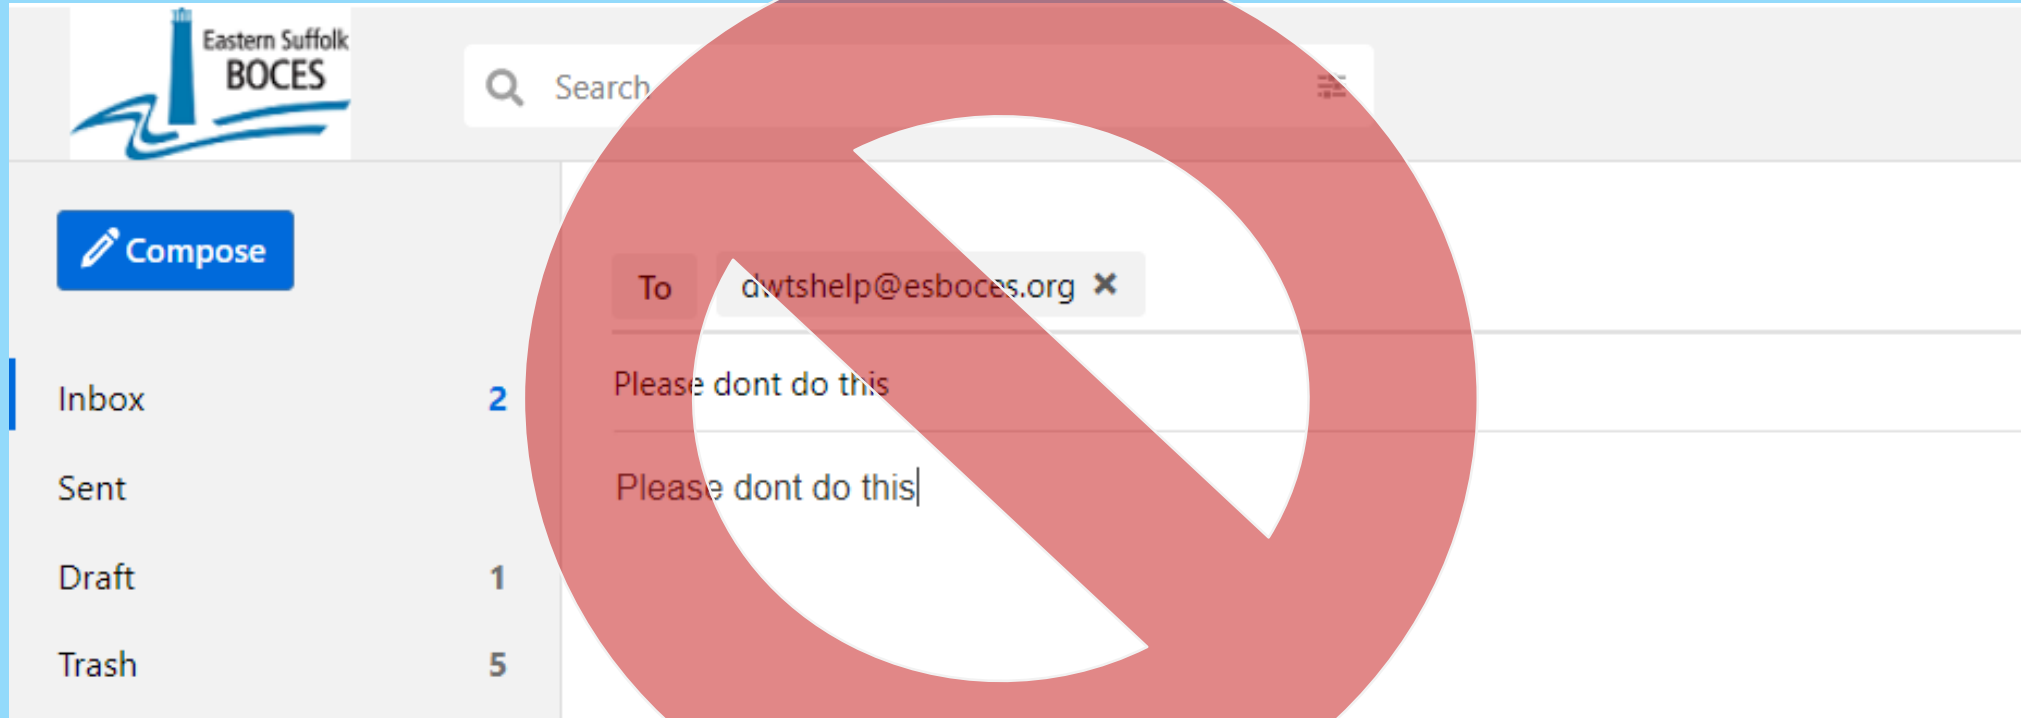 Eastern Suffolk
BOCES
Search
Compose
To dwtshelp@esboces.org
Please dont do this
Please dont do this
Inbox 2
Sent
Draft 1
Trash 5